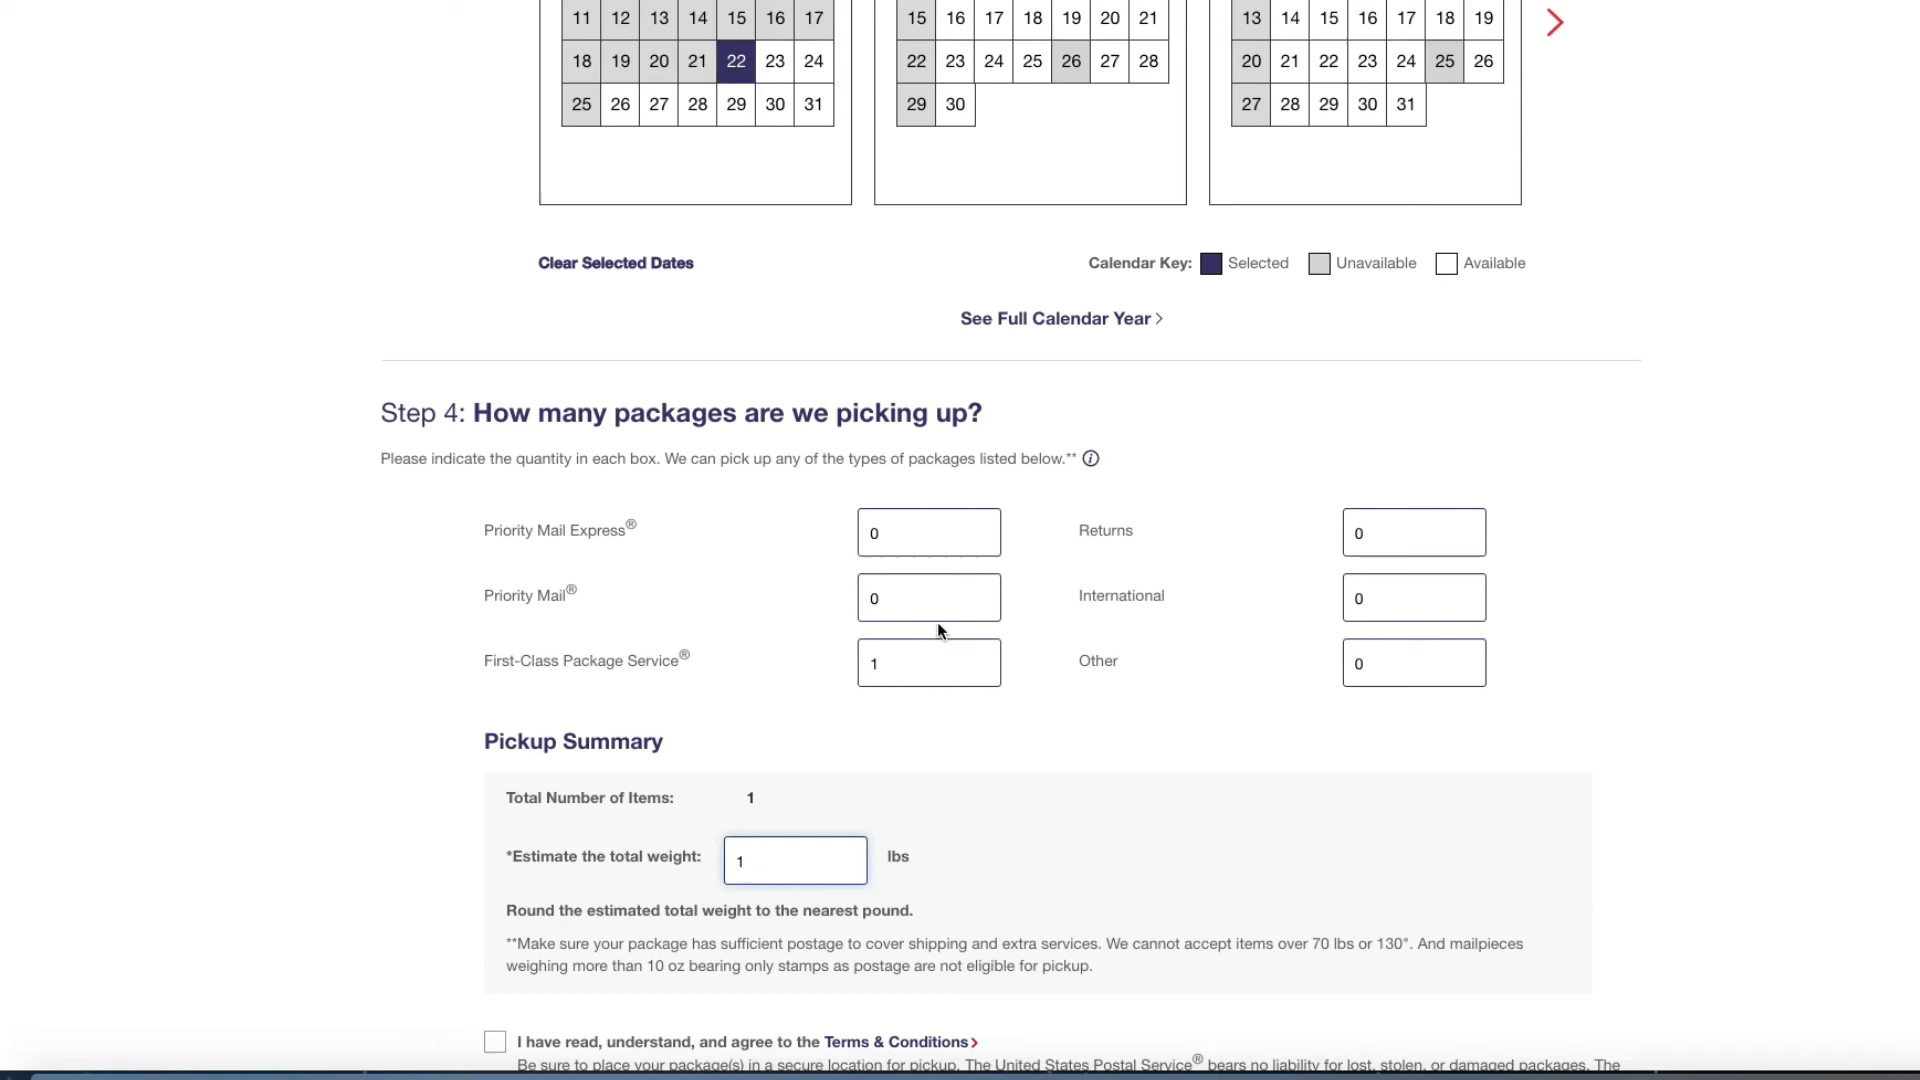 11 12 13 14 15 16 17 15 16 17 18 19 20 21 13 14 15 16 17 18 19
18 19 20 21 22 23 24 22 23 24 25 26 27 28 20 21 22 23 24 25 26
25 26 27 28 29 30 31 29 30 27 28 29 30 31
Clear Selected Dates Calendar Key: Selected Unavailable Available
See Full Calendar Year >
Step 4: How many packages are we picking up?
Please indicate the quantity in each box. We can pick up any of the types of packages listed below.** i
Priority Mail Express® 0 Returns 0
Priority Mail® 0 International 0
First-Class Package Service® 1 Other 0
Pickup Summary
Total Number of Items: 1
*Estimate the total weight: 1 lbs
Round the estimated total weight to the nearest pound.
**Make sure your package has sufficient postage to cover shipping and extra services. We cannot accept items over 70 lbs or 130". And mailpieces
weighing more than 10 oz bearing only stamps as postage are not eligible for pickup.
I have read, understand, and agree to the Terms & Conditions >
Be sure to place your package(s) in a secure location for pickup. The United States Postal Service® bears no liability for lost, stolen, or damaged packages. The